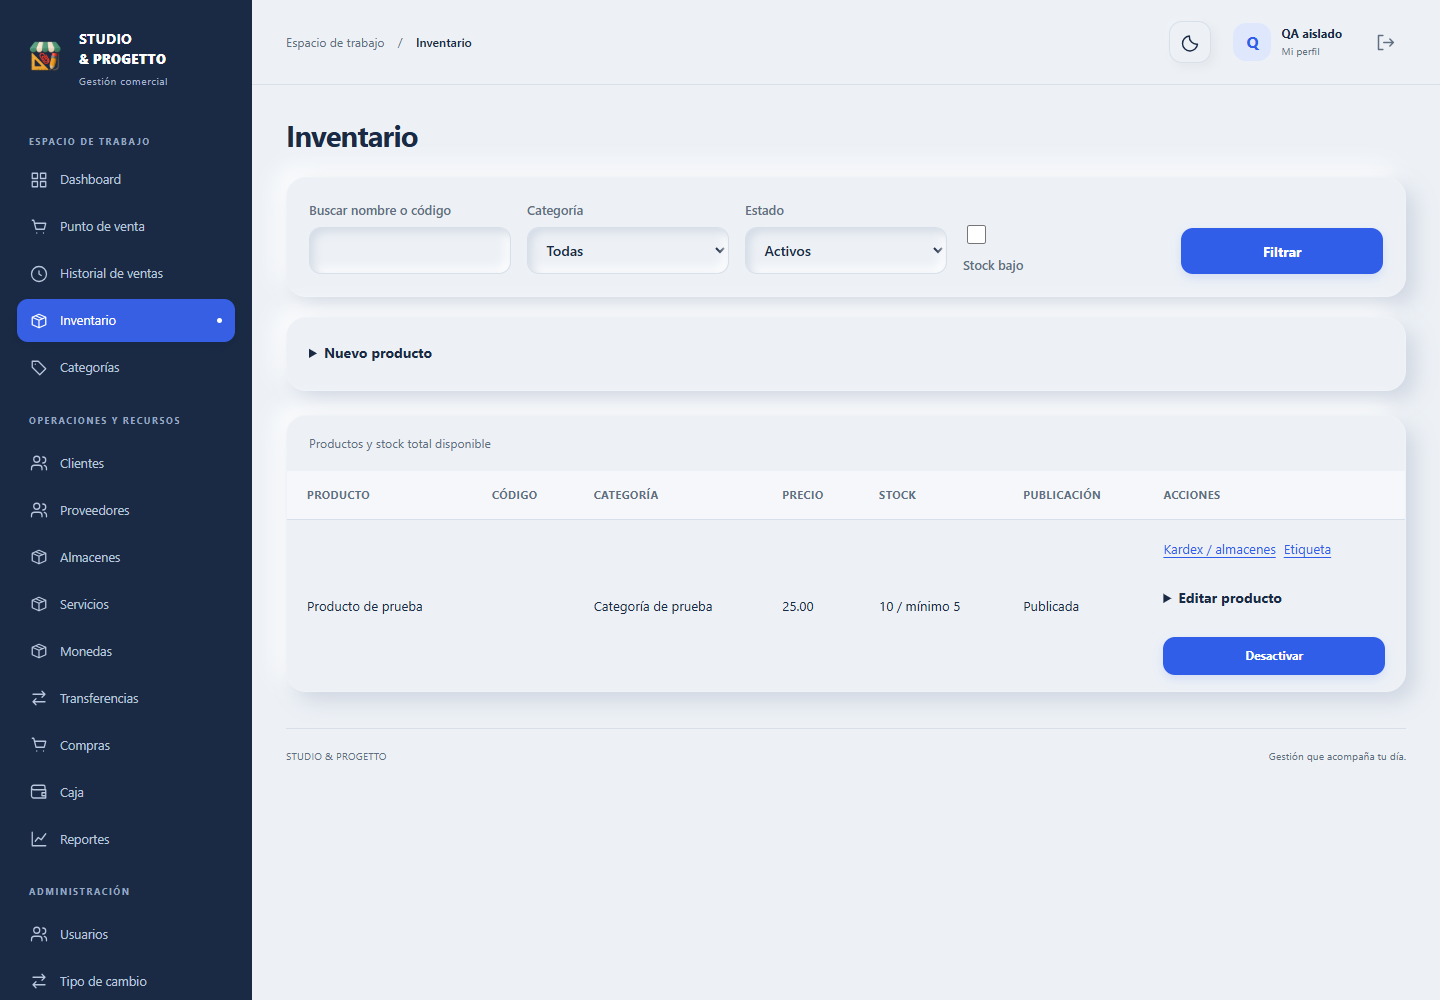 STUDIO
& PROGETTO
Gestión comercial
ESPACIO DE TRABAJO
Dashboard
Punto de venta
Historial de ventas
Inventario
Categorías
OPERACIONES Y RECURSOS
Clientes
Proveedores
Almacenes
Servicios
Monedas
Transferencias
Compras
Caja
Reportes
ADMINISTRACIÓN
Usuarios
Tipo de cambio
Espacio de trabajo / Inventario
Q
QA aislado
Mi perfil
Inventario
Buscar nombre o código
Categoría
Todas
Estado
Activos
Stock bajo
Filtrar
Nuevo producto
Productos y stock total disponible
PRODUCTO CÓDIGO CATEGORÍA PRECIO STOCK PUBLICACIÓN ACCIONES
Producto de prueba Categoría de prueba 25.00 10 / mínimo 5 Publicada
Kardex / almacenes Etiqueta
Editar producto
Desactivar
STUDIO & PROGETTO
Gestión que acompaña tu día.